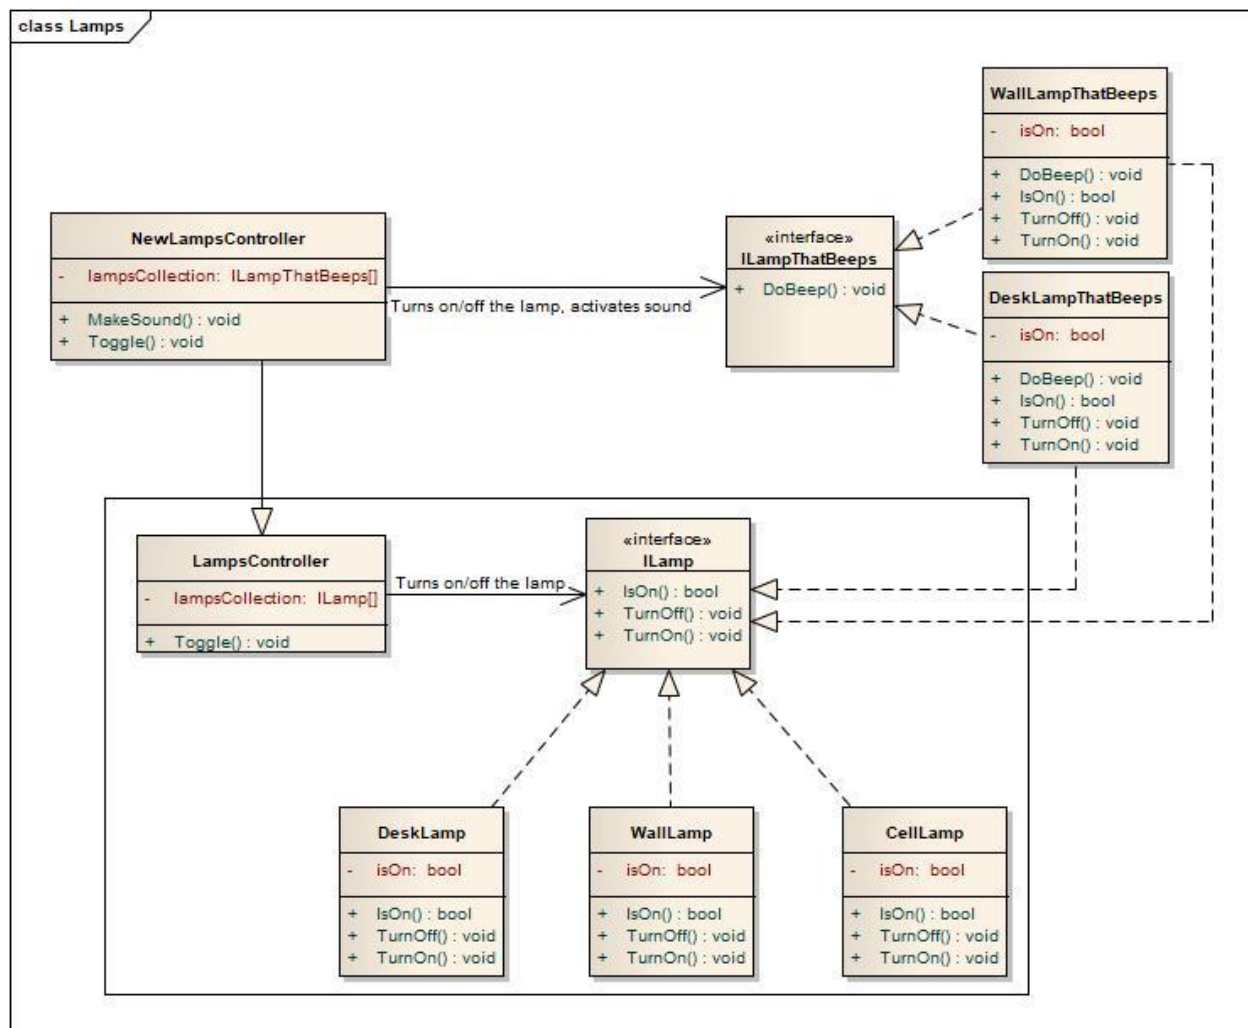 class Lamps
WallLampThatBeeps
- isOn: bool
+ DoBeep() : void
+ IsOn() : bool
+ TurnOff() : void
+ TurnOn() : void
NewLampsController
- lampsCollection: ILampThatBeeps[]
+ MakeSound() : void
+ Toggle() : void
Turns on/off the lamp, activates sound
«interface»
ILampThatBeeps
+ DoBeep() : void
DeskLampThatBeeps
- isOn: bool
+ DoBeep() : void
+ IsOn() : bool
+ TurnOff() : void
+ TurnOn() : void
LampsController
- lampsCollection: ILamp[]
+ Toggle() : void
Turns on/off the lamp
«interface»
ILamp
+ IsOn() : bool
+ TurnOff() : void
+ TurnOn() : void
DeskLamp
- isOn: bool
+ IsOn() : bool
+ TurnOff() : void
+ TurnOn() : void
WallLamp
- isOn: bool
+ IsOn() : bool
+ TurnOff() : void
+ TurnOn() : void
CellLamp
- isOn: bool
+ IsOn() : bool
+ TurnOff() : void
+ TurnOn() : void